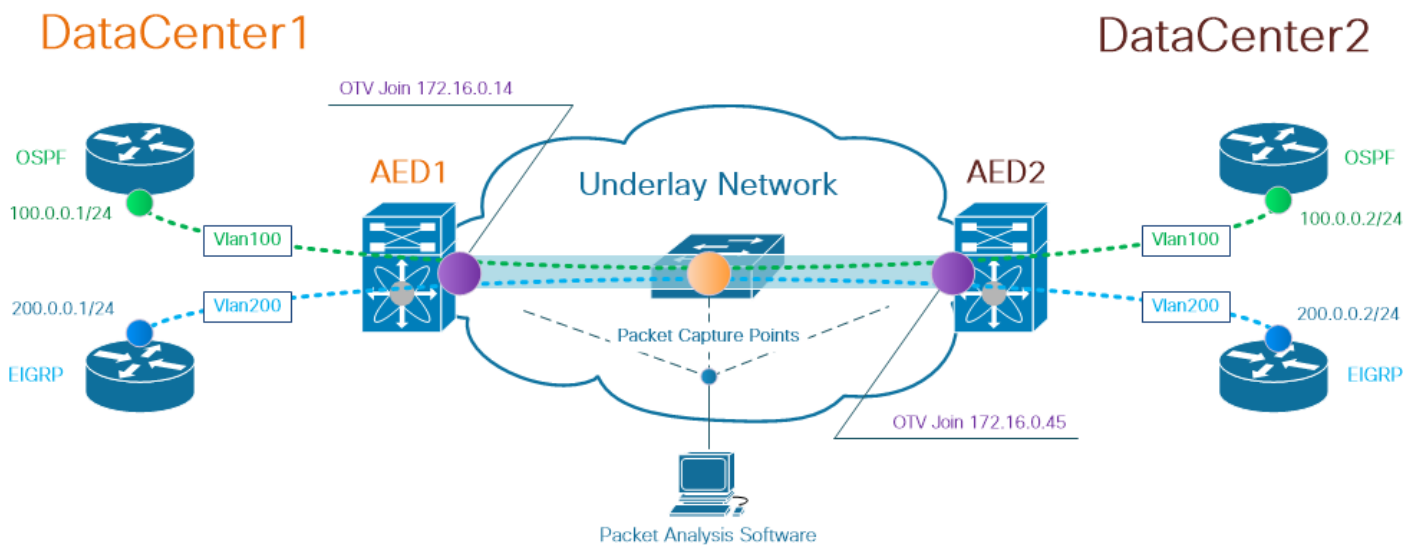 DataCenter1
DataCenter2
OTV Join 172.16.0.14
OSPF
AED1
Underlay Network
AED2
OSPF
100.0.0.1/24
100.0.0.2/24
Vlan100
Vlan100
200.0.0.1/24
Vlan200
Vlan200
200.0.0.2/24
Packet Capture Points
EIGRP
EIGRP
OTV Join 172.16.0.45
Packet Analysis Software